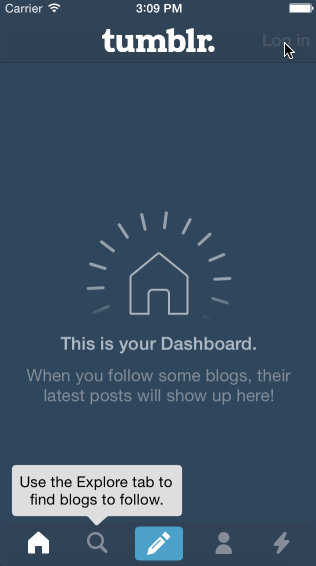 Carrier 3:09 PM
tumblr.
Log in
This is your Dashboard.
When you follow some blogs, their
latest posts will show up here!
Use the Explore tab to
find blogs to follow.